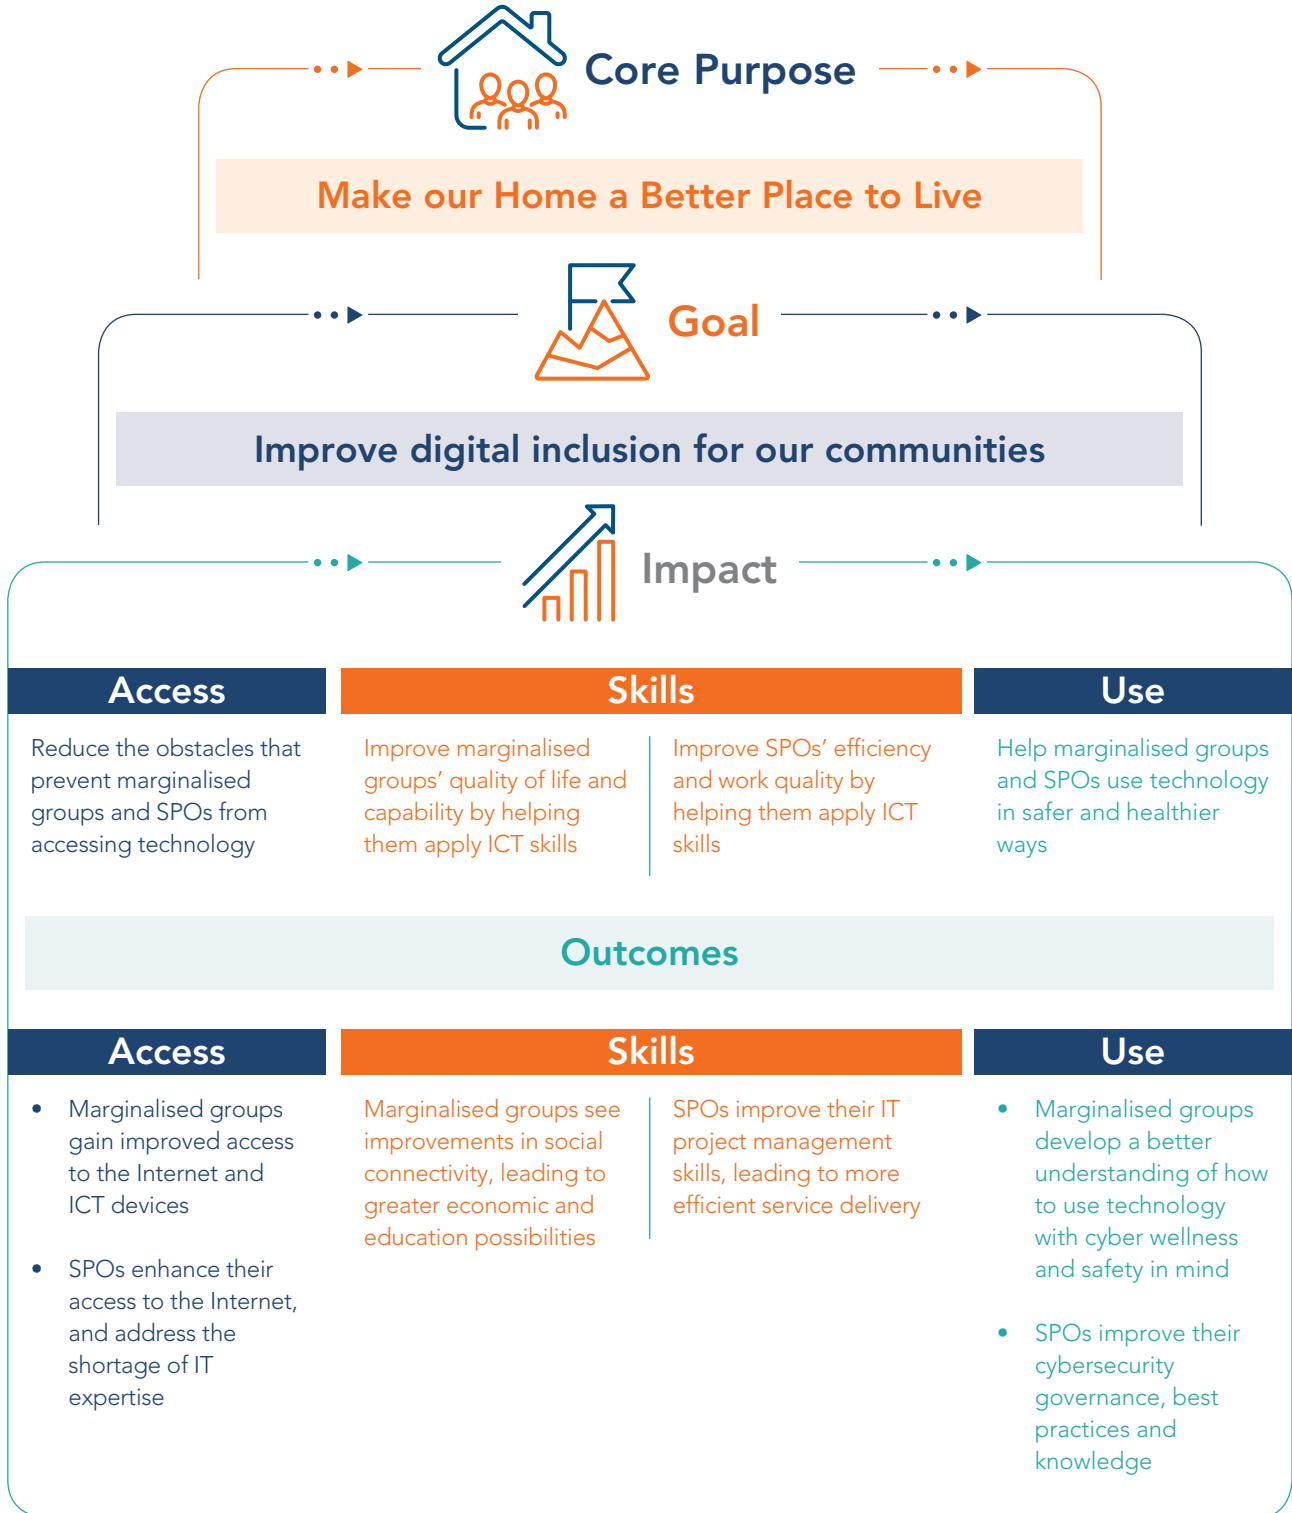 Core Purpose
Make our Home a Better Place to Live
Goal
Improve digital inclusion for our communities
Impact
Access
Reduce the obstacles that
prevent marginalised
groups and SPOs from
accessing technology
Skills
Improve marginalised
groups’ quality of life and
capability by helping
them apply ICT skills
Improve SPOs’ efficiency
and work quality by
helping them apply ICT
skills
Use
Help marginalised groups
and SPOs use technology
in safer and healthier
ways
Outcomes
Access
• Marginalised groups
gain improved access
to the Internet and
ICT devices
• SPOs enhance their
access to the Internet,
and address the
shortage of IT
expertise
Skills
Marginalised groups see
improvements in social
connectivity, leading to
greater economic and
education possibilities
SPOs improve their IT
project management
skills, leading to more
efficient service delivery
Use
• Marginalised groups
develop a better
understanding of how
to use technology
with cyber wellness
and safety in mind
• SPOs improve their
cybersecurity
governance, best
practices and
knowledge